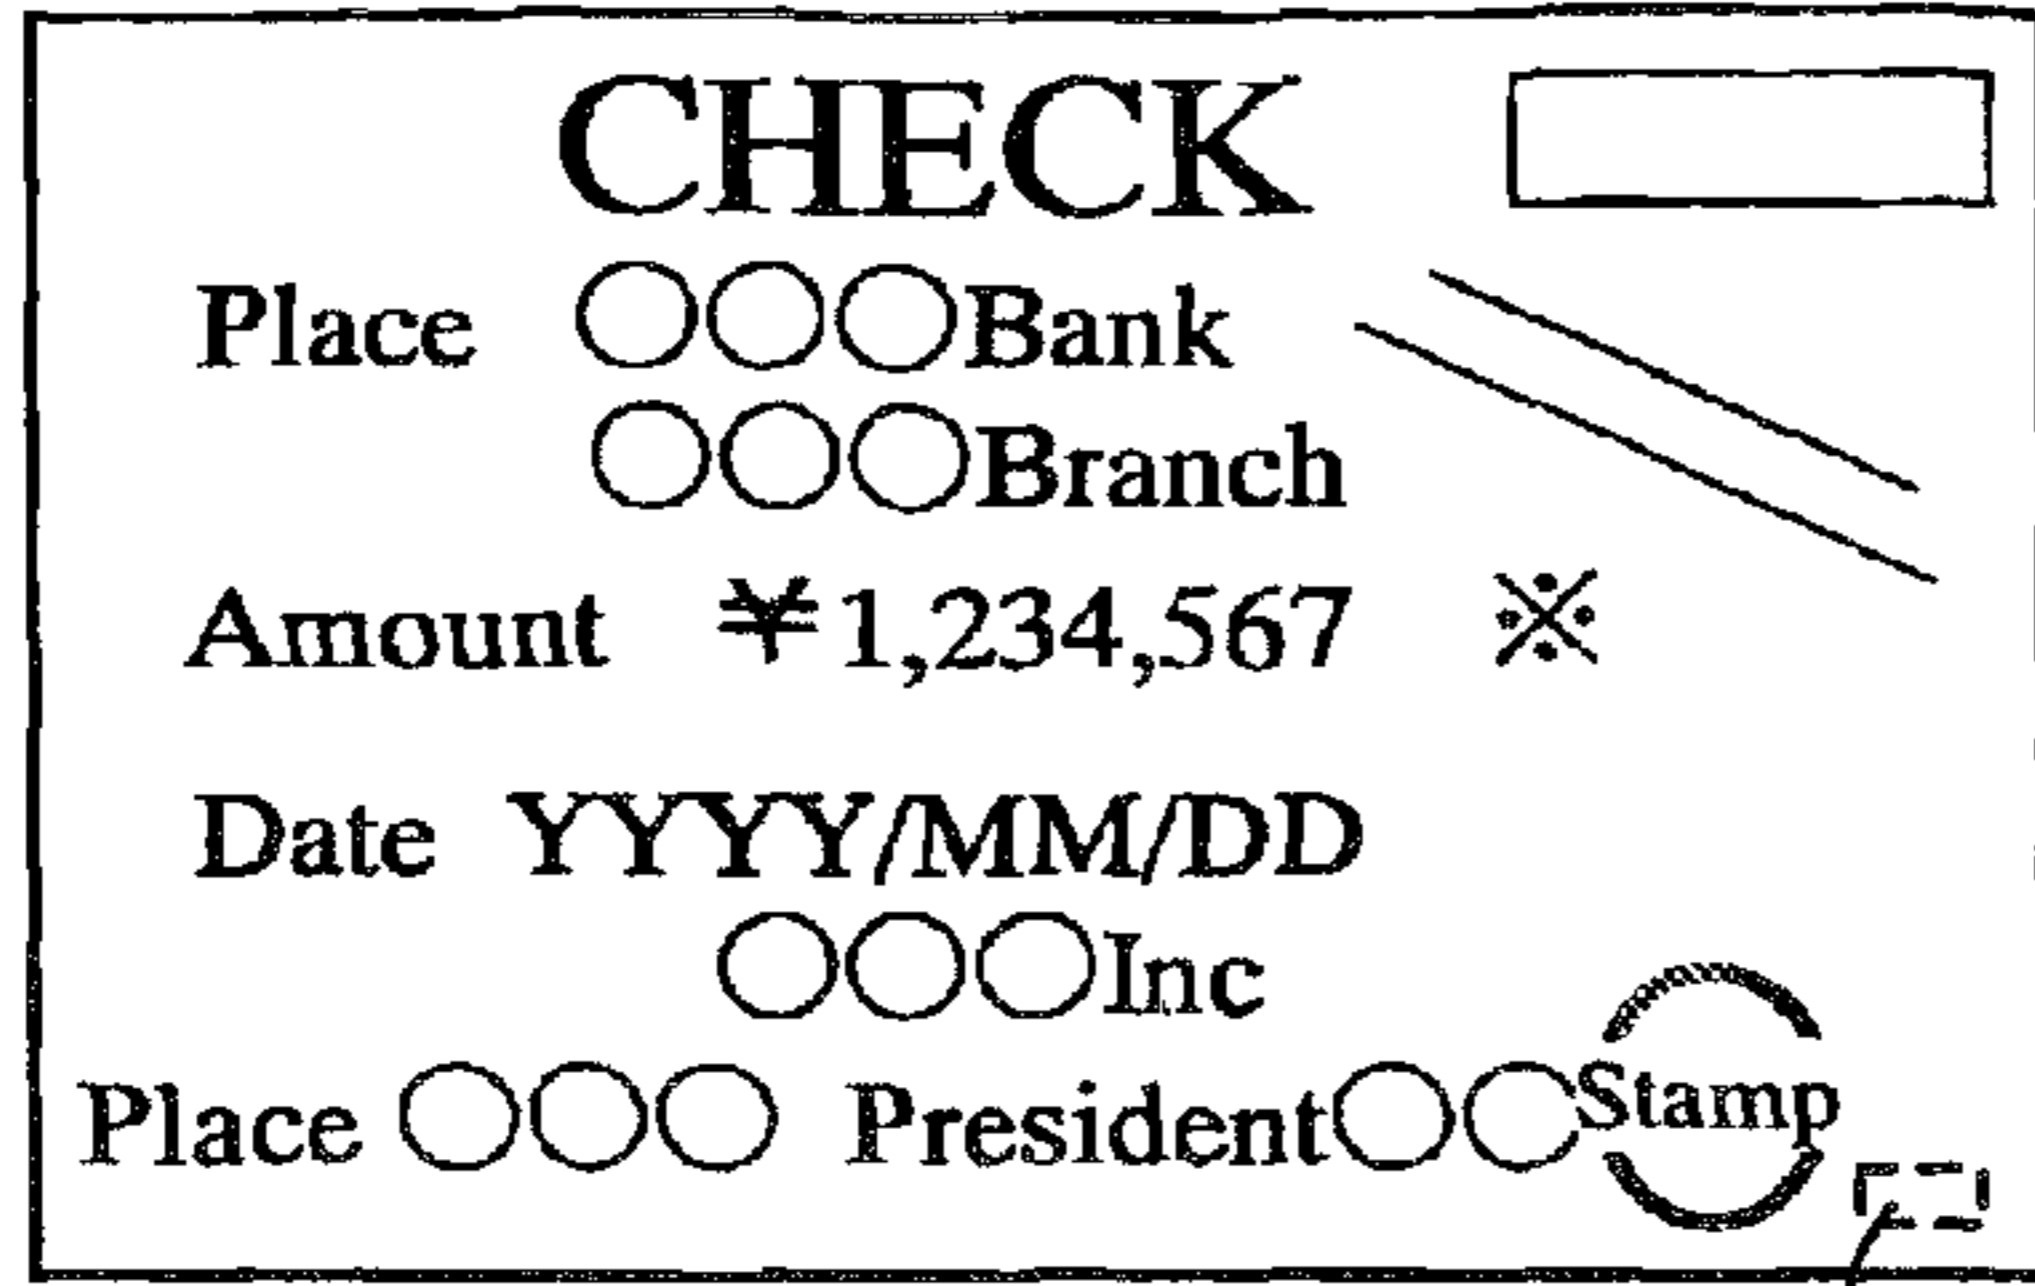 CHECK
Place ○○○Bank
○○○Branch
Amount ¥1,234,567 ※
Date YYYY/MM/DD
○○○Inc
Place ○○○ President○○Stamp